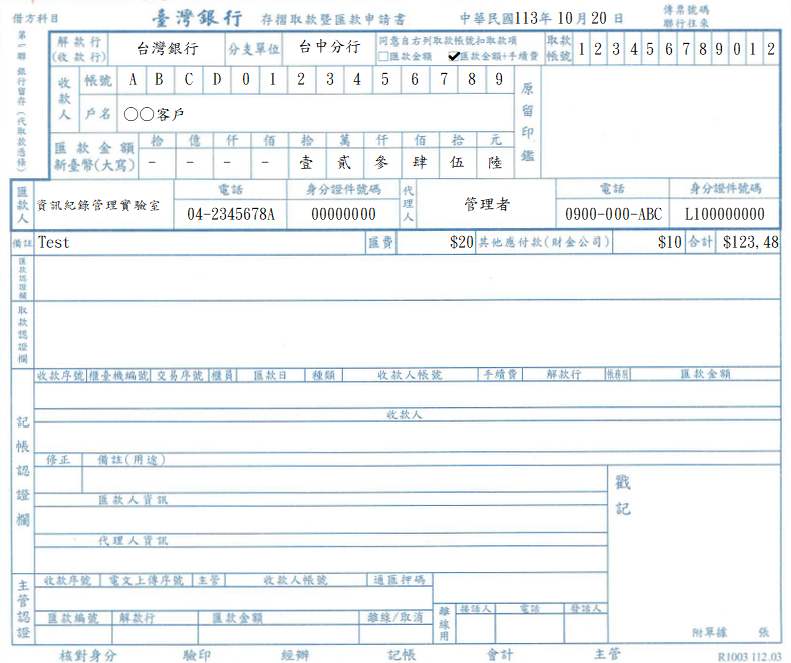 借方科目 臺灣銀行 存摺取款暨匯款申請書 中華民國113年 10月 20日 傳票號碼
聯行往來
第一聯 銀行留存(代取款憑條)
解款行(收款行) 台灣銀行 分支單位 台中分行 同意自右列取款帳號扣取款項 取款帳號 1 2 3 4 5 6 7 8 9 0 1 2
匯款金額 匯款金額+手續費
收款人 帳號 A B C D 0 1 2 3 4 5 6 7 8 9 原留印鑑
戶名 〇〇客戶
匯款金額 新臺幣(大寫) 拾 億 仟 佰 拾 萬 仟 佰 拾 元
- - - - 壹 貳 參 肆 伍 陸
匯款人 資訊紀錄管理實驗室 電話 身分證件號碼 代理人 管理者 電話 身分證件號碼
04-2345678A 00000000 0900-000-ABC L100000000
備註 Test 匯費 $20 其他應付款(財金公司) $10 合計 $123,48
匯款認證欄
取款認證欄
收款序號 櫃臺機編號 交易序號 櫃員 匯款日 種類 收款人帳號 手續費 解款行 匯款金額
收款人
記帳認證欄
修正 備註(用途)
戳記
匯款人資訊
代理人資訊
主管認證
收款序號 電文上傳序號 主管 收款人帳號 通匯押碼
匯款編號 解款行 匯款金額 離線/取消 離線用 接話人 電話 發話人
附單據 張
核對身分 驗印 經辦 記帳 會計 主管 R1003 112.03